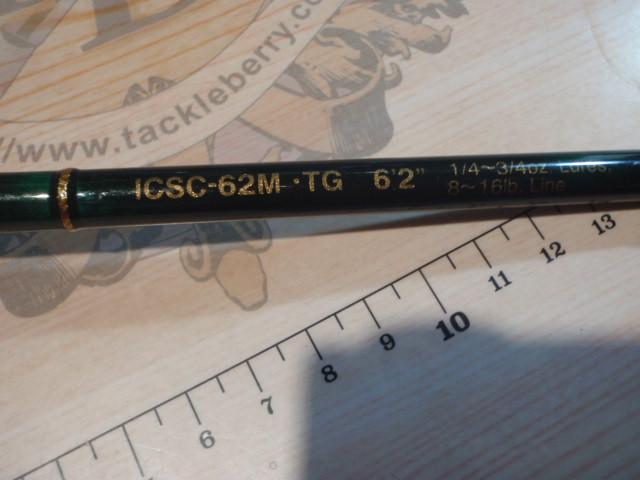 //www.tackleberry.co
ICSC-62M·TG 6'2" 1/4~3/4oz. Lures.
8~16lb. Line
6 7 8 9 10 11 12 13